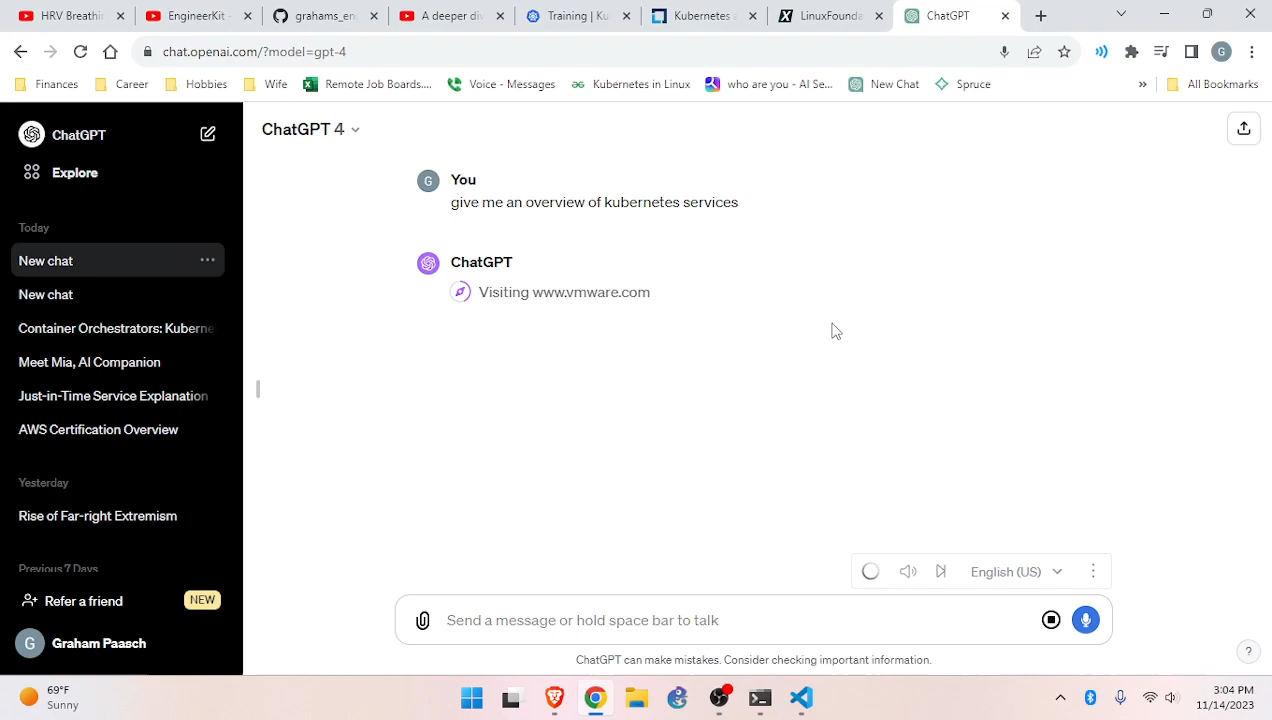 HRV Breathi
EngineerKit -
grahams_en
A deeper div
Training | Ku
Kubernetes a
LinuxFounda
ChatGPT
chat.openai.com/?model=gpt-4
G
Finances
Career
Hobbies
Wife
Remote Job Boards....
Voice - Messages
Kubernetes in Linux
who are you - AI Se...
New Chat
Spruce
»
All Bookmarks
ChatGPT
Explore
Today
New chat
New chat
Container Orchestrators: Kuberne
Meet Mia, AI Companion
Just-in-Time Service Explanation
AWS Certification Overview
Yesterday
Rise of Far-right Extremism
Previous 7 Days
Refer a friend
NEW
G
Graham Paasch
ChatGPT 4
G
You
give me an overview of kubernetes services
ChatGPT
Visiting www.vmware.com
English (US)
Send a message or hold space bar to talk
ChatGPT can make mistakes. Consider checking important information.
?
69°F
Sunny
3:04 PM
11/14/2023